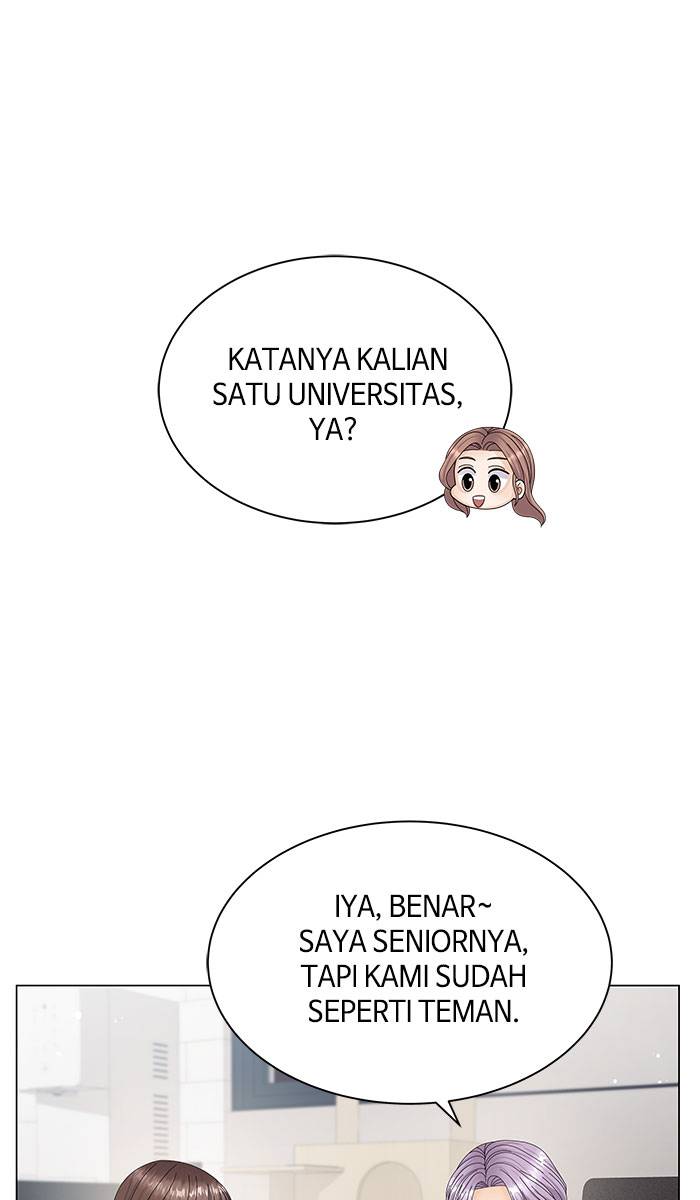 KATANYA KALIAN
SATU UNIVERSITAS,
YA?
IYA, BENAR~
SAYA SENIORNYA,
TAPI KAMI SUDAH
SEPERTI TEMAN.